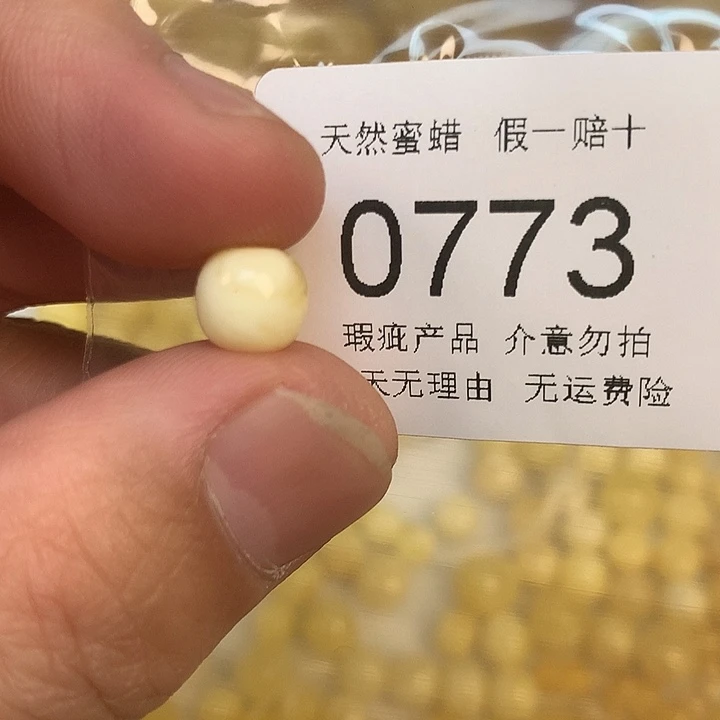 天然蜜蜡 假一赔十
0773
瑕疵产品 介意勿拍
天无理由 无运费险